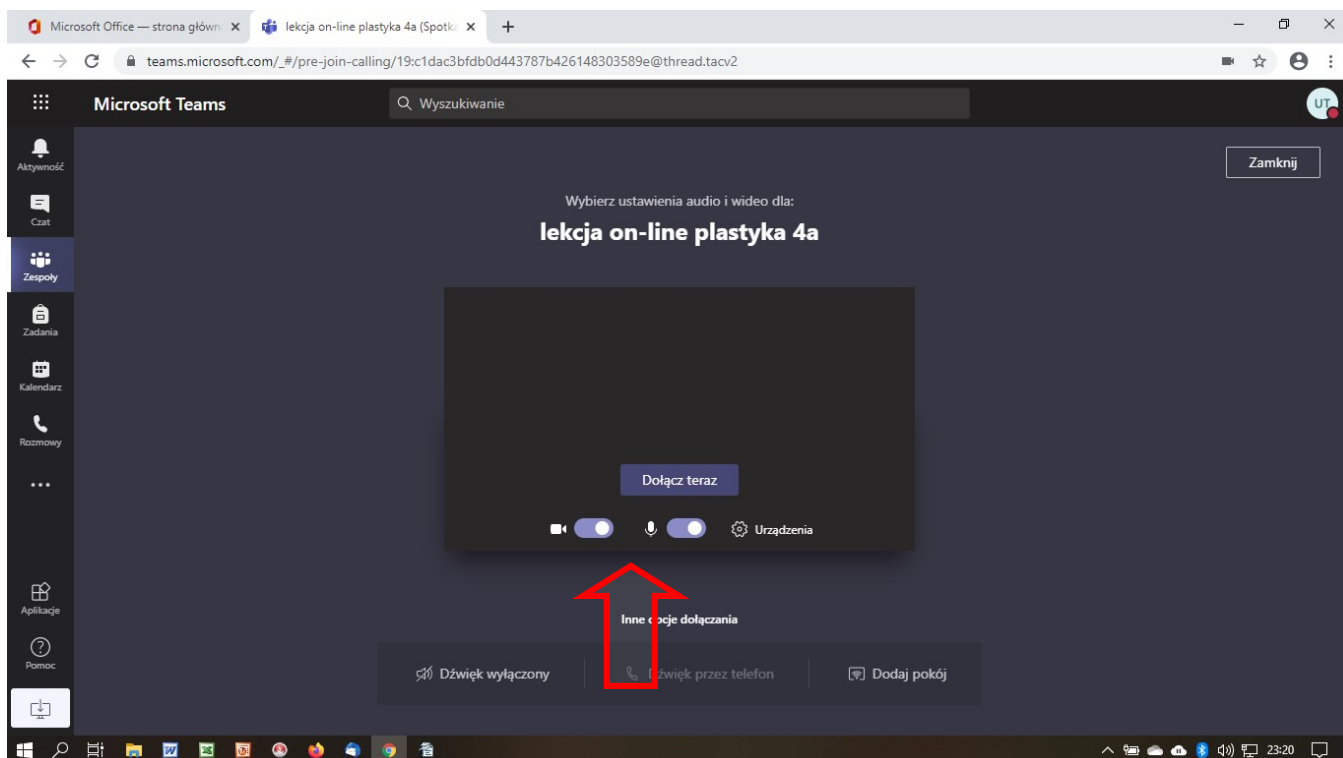 Microsoft Office — strona główn
lekcja on-line plastyka 4a (Spotka
teams.microsoft.com/_#/pre-join-calling/19:c1dac3bfdb0d443787b426148303589e@thread.tacv2
Microsoft Teams
Wyszukiwanie
UT
Aktywność
Czat
Zespoły
Zadania
Kalendarz
Rozmowy
Aplikacje
Pomoc
Zamknij
Wybierz ustawienia audio i wideo dla:
lekcja on-line plastyka 4a
Dołącz teraz
Urządzenia
Inne opcje dołączania
Dźwięk wyłączony
Dźwięk przez telefon
Dodaj pokój
23:20